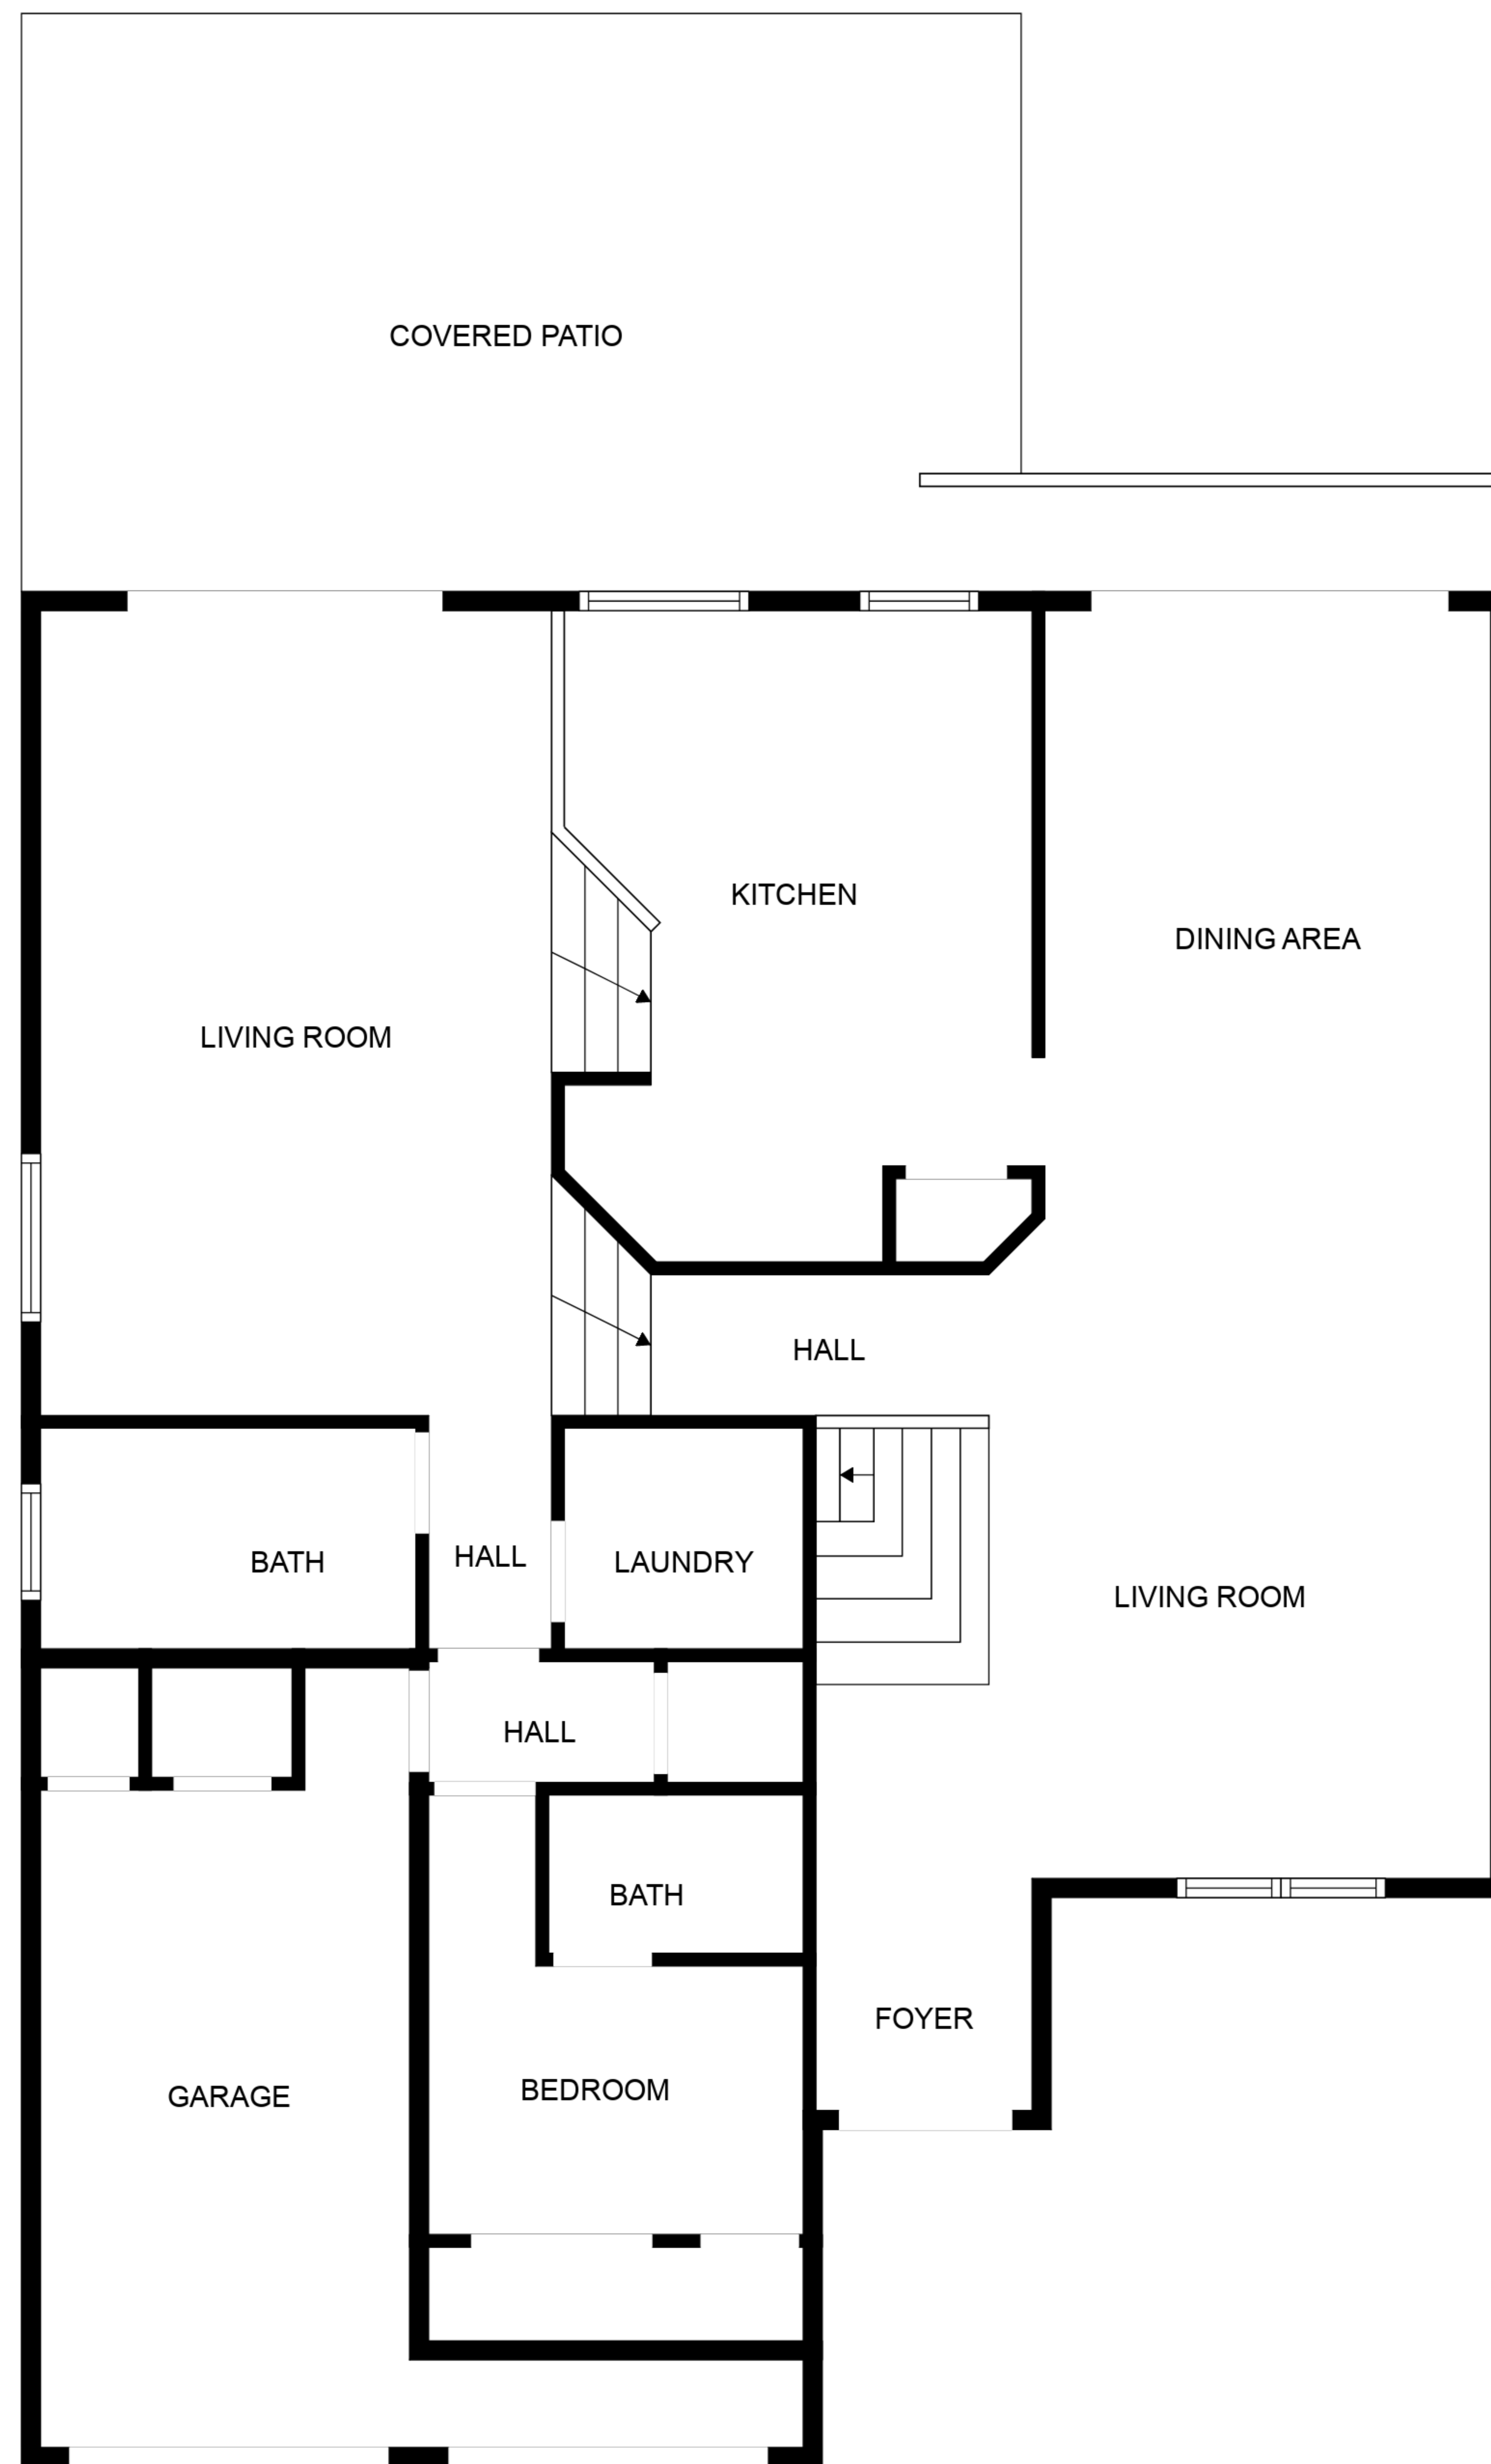 COVERED PATIO
KITCHEN
DINING AREA
LIVING ROOM
HALL
BATH
HALL
LAUNDRY
LIVING ROOM
HALL
BATH
FOYER
GARAGE
BEDROOM